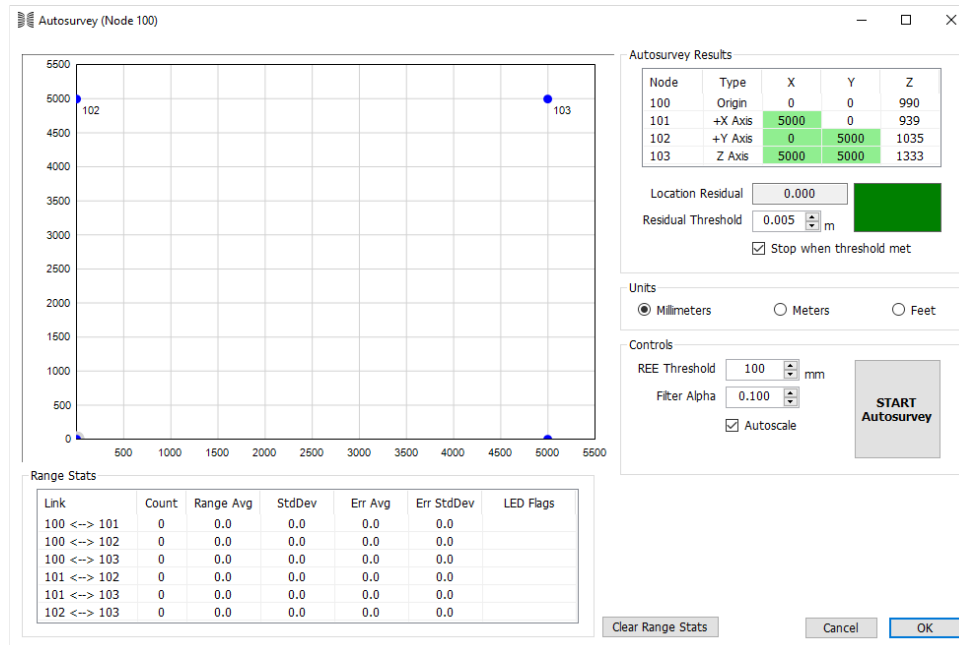 Autosurvey (Node 100)
5500
5000
4500
4000
3500
3000
2500
2000
1500
1000
500
0
102
103
500 1000 1500 2000 2500 3000 3500 4000 4500 5000 5500
Autosurvey Results
Node Type X Y Z
100 Origin 0 0 990
101 +X Axis 5000 0 939
102 +Y Axis 0 5000 1035
103 Z Axis 5000 5000 1333
Location Residual 0.000
Residual Threshold 0.005 m
Stop when threshold met
Units
Millimeters Meters Feet
Controls
REE Threshold 100 mm
Filter Alpha 0.100
Autoscale
START
Autosurvey
Range Stats
Link Count Range Avg StdDev Err Avg Err StdDev LED Flags
100 <--> 101 0 0.0 0.0 0.0 0.0
100 <--> 102 0 0.0 0.0 0.0 0.0
100 <--> 103 0 0.0 0.0 0.0 0.0
101 <--> 102 0 0.0 0.0 0.0 0.0
101 <--> 103 0 0.0 0.0 0.0 0.0
102 <--> 103 0 0.0 0.0 0.0 0.0
Clear Range Stats Cancel OK